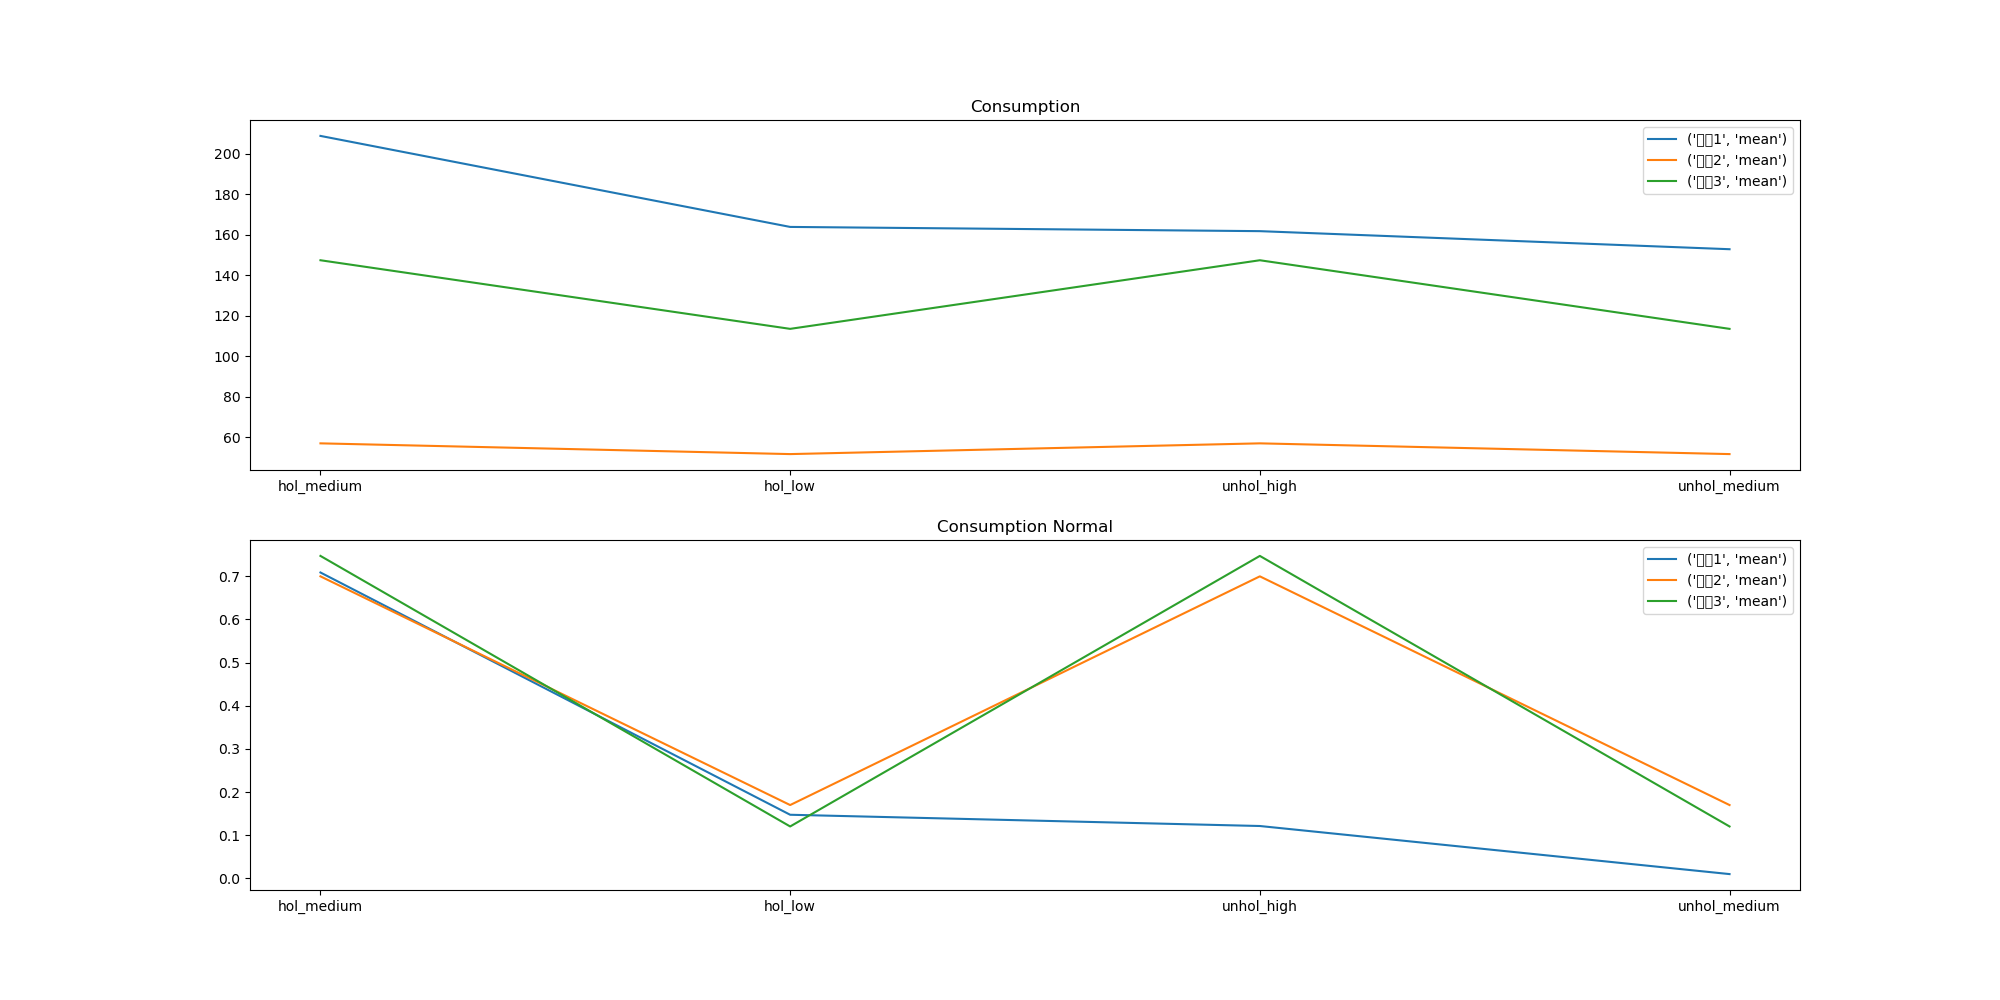 Consumption
200
180
160
140
120
100
80
60
('▯▯1', 'mean')
('▯▯2', 'mean')
('▯▯3', 'mean')
hol_medium
hol_low
unhol_high
unhol_medium
Consumption Normal
0.7
0.6
0.5
0.4
0.3
0.2
0.1
0.0
('▯▯1', 'mean')
('▯▯2', 'mean')
('▯▯3', 'mean')
hol_medium
hol_low
unhol_high
unhol_medium